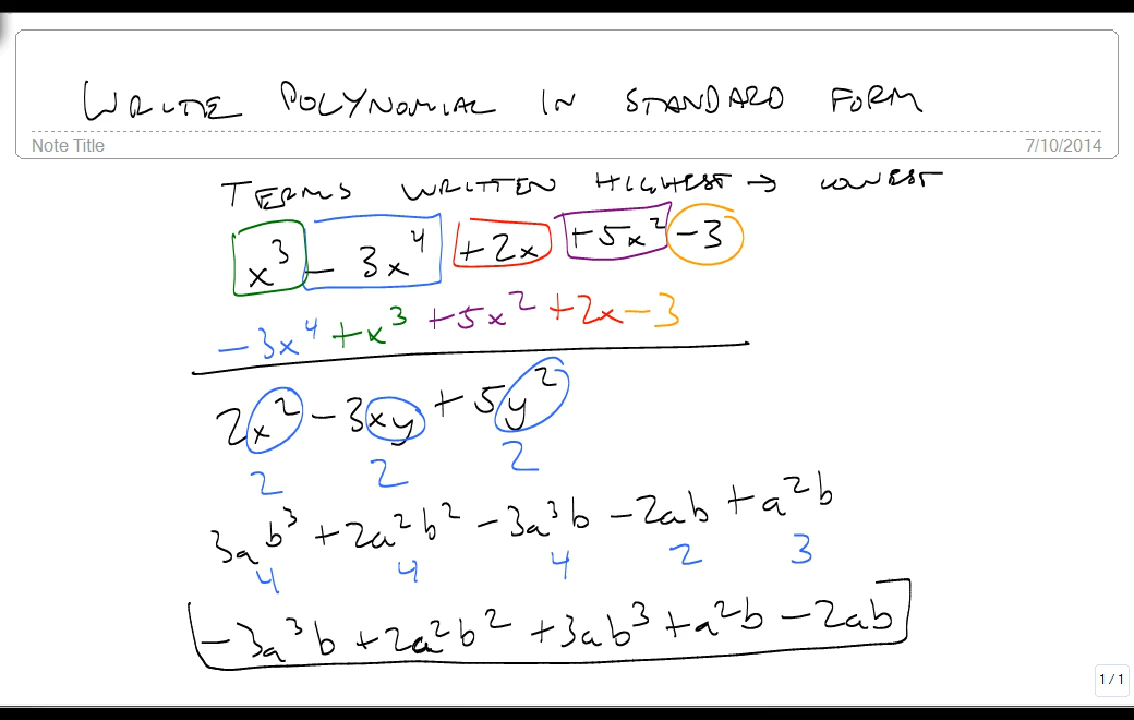 WRITE POLYNOMIAL IN STANDARD FORM
Note Title 7/10/2014
TERMS WRITTEN HIGHEST → LOWEST
x³ - 3x⁴ +2x +5x² -3
-3x⁴ +x³ +5x² +2x -3
2x² - 3xy + 5y²
2 2 2
3ab³ +2a²b² -3a³b -2ab +a²b
4 4 4 2 3
-3a³b +2a²b² +3ab³ +a²b -2ab
1 / 1